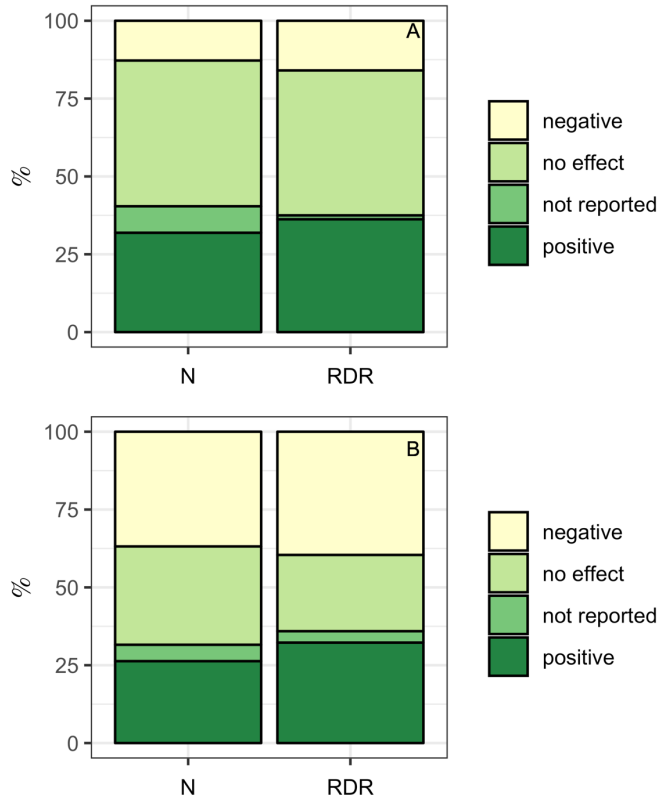 100
A
75
50
25
0
%
N
RDR
negative
no effect
not reported
positive
100
B
75
50
25
0
%
N
RDR
negative
no effect
not reported
positive